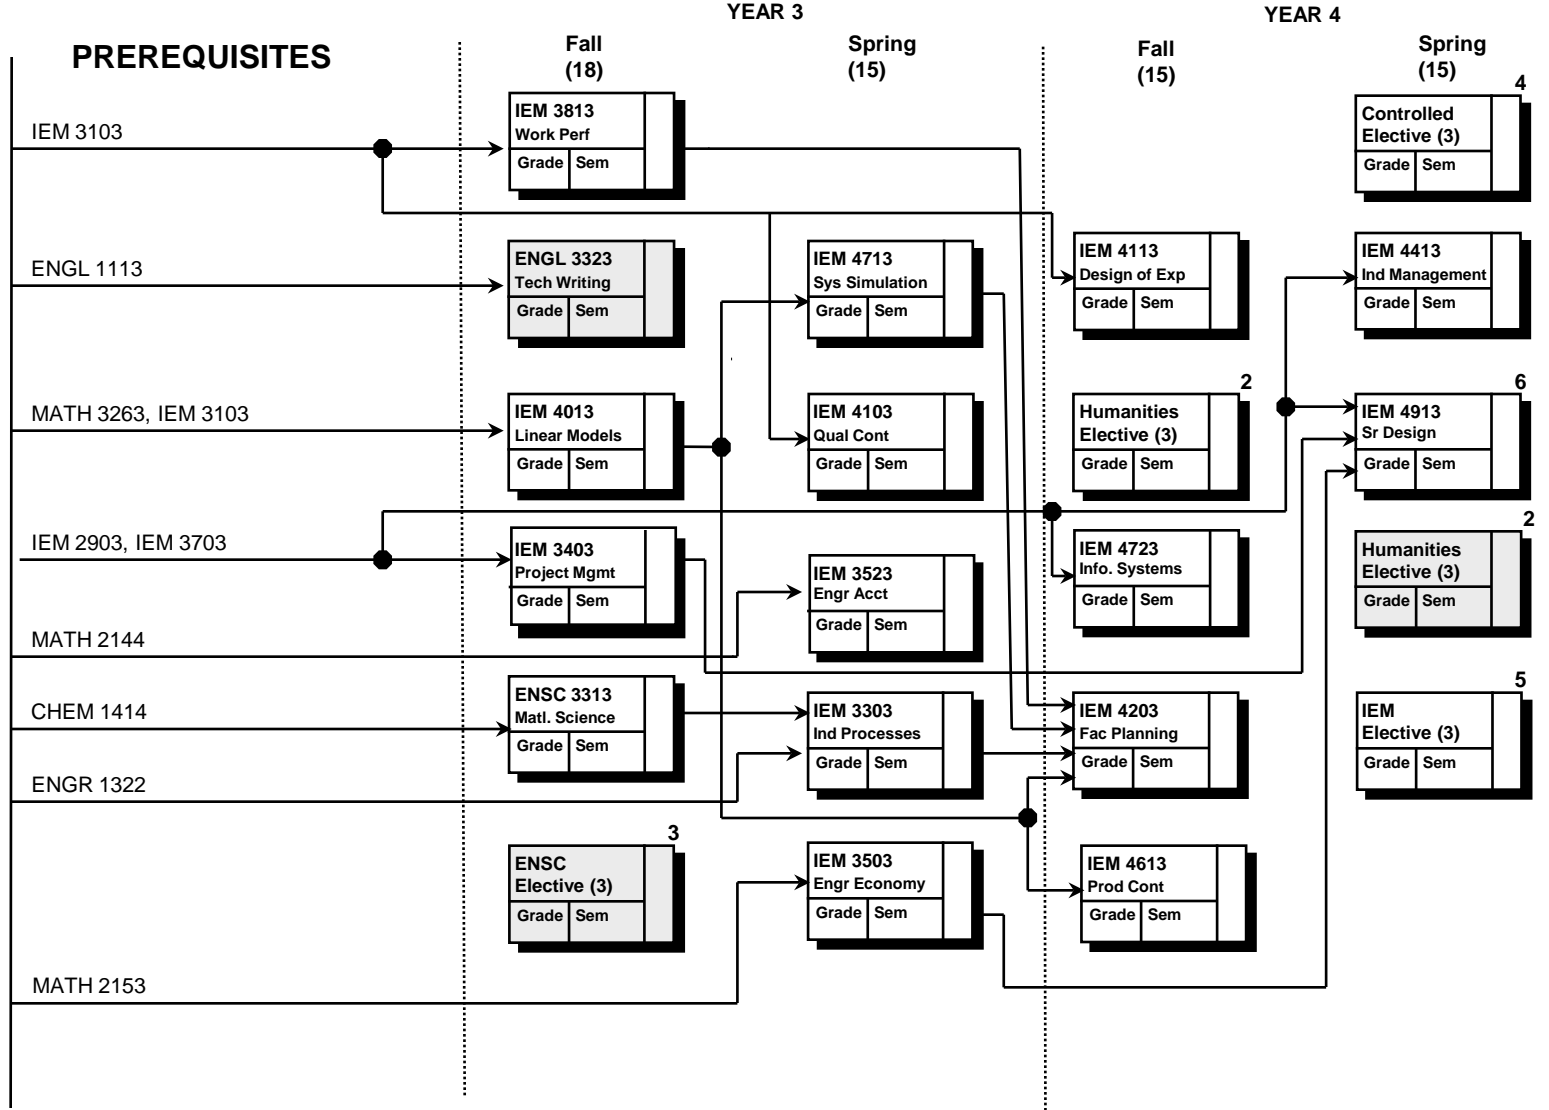 YEAR 3
YEAR 4
PREREQUISITES
Fall
(18)
Spring
(15)
Fall
(15)
Spring
(15)
IEM 3103
ENGL 1113
MATH 3263, IEM 3103
IEM 2903, IEM 3703
MATH 2144
CHEM 1414
ENGR 1322
MATH 2153
IEM 3813
Work Perf
Grade Sem
ENGL 3323
Tech Writing
Grade Sem
IEM 4013
Linear Models
Grade Sem
IEM 3403
Project Mgmt
Grade Sem
ENSC 3313
Matl. Science
Grade Sem
3
ENSC
Elective (3)
Grade Sem
IEM 4713
Sys Simulation
Grade Sem
IEM 4103
Qual Cont
Grade Sem
IEM 3523
Engr Acct
Grade Sem
IEM 3303
Ind Processes
Grade Sem
IEM 3503
Engr Economy
Grade Sem
IEM 4113
Design of Exp
Grade Sem
2
Humanities
Elective (3)
Grade Sem
IEM 4723
Info. Systems
Grade Sem
IEM 4203
Fac Planning
Grade Sem
IEM 4613
Prod Cont
Grade Sem
4
Controlled
Elective (3)
Grade Sem
IEM 4413
Ind Management
Grade Sem
6
IEM 4913
Sr Design
Grade Sem
2
Humanities
Elective (3)
Grade Sem
5
IEM
Elective (3)
Grade Sem